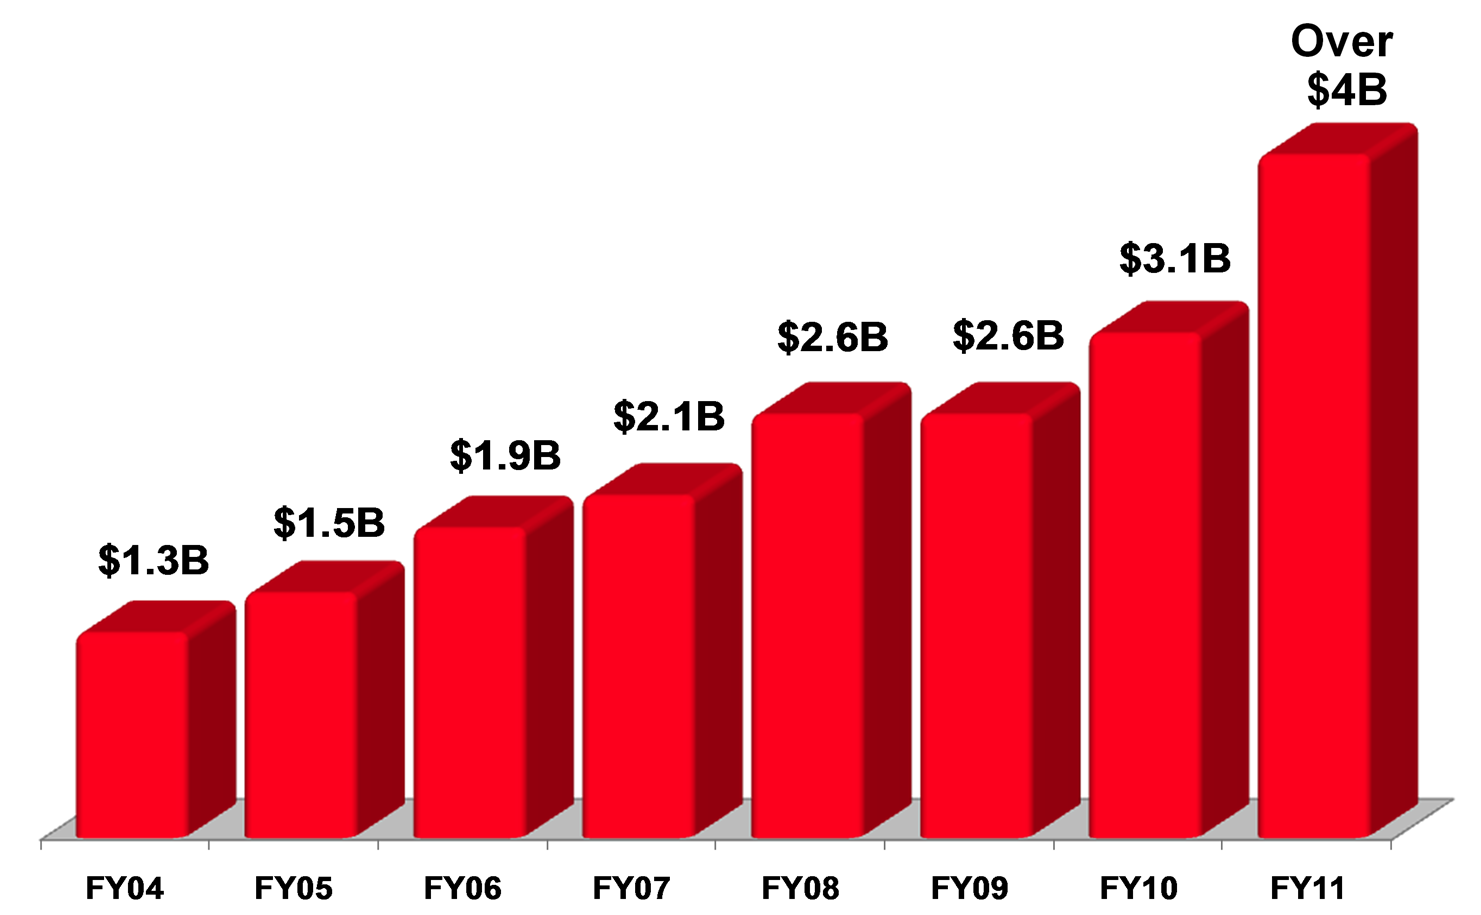 Over
$4B
$3.1B
$2.6B
$2.6B
$2.1B
$1.9B
$1.5B
$1.3B
FY04 FY05 FY06 FY07 FY08 FY09 FY10 FY11